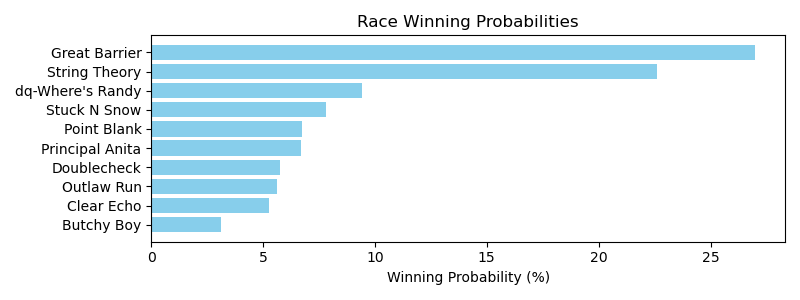 Race Winning Probabilities
Great Barrier
String Theory
dq-Where's Randy
Stuck N Snow
Point Blank
Principal Anita
Doublecheck
Outlaw Run
Clear Echo
Butchy Boy
0 5 10 15 20 25
Winning Probability (%)